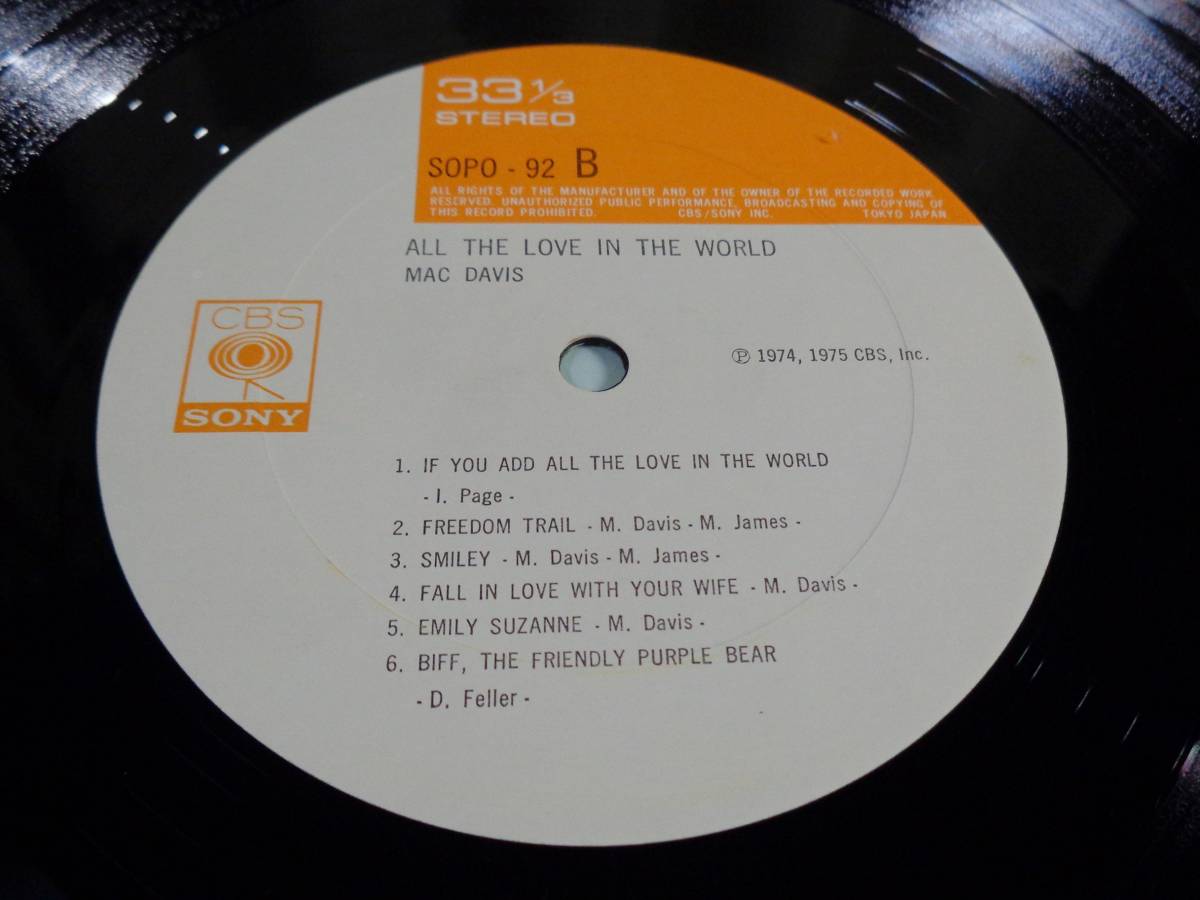 33 1/3
STEREO
SOPO - 92 B
ALL RIGHTS OF THE MANUFACTURER AND OF THE OWNER OF THE RECORDED WORK
RESERVED. UNAUTHORIZED PUBLIC PERFORMANCE, BROADCASTING AND COPYING OF
THIS RECORD PROHIBITED. CBS/SONY INC. TOKYO JAPAN
ALL THE LOVE IN THE WORLD
MAC DAVIS
CBS
SONY
Ⓟ 1974, 1975 CBS, Inc.
1. IF YOU ADD ALL THE LOVE IN THE WORLD
- I. Page -
2. FREEDOM TRAIL - M. Davis - M. James -
3. SMILEY - M. Davis - M. James -
4. FALL IN LOVE WITH YOUR WIFE - M. Davis -
5. EMILY SUZANNE - M. Davis -
6. BIFF, THE FRIENDLY PURPLE BEAR
- D. Feller -